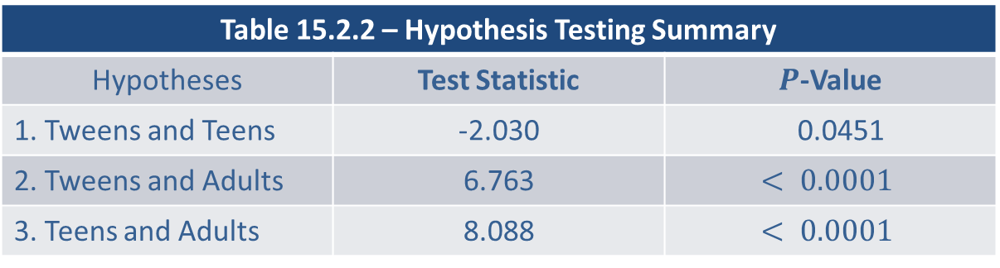 Table 15.2.2 – Hypothesis Testing Summary
Hypotheses Test Statistic P-Value
1. Tweens and Teens -2.030 0.0451
2. Tweens and Adults 6.763 < 0.0001
3. Teens and Adults 8.088 < 0.0001